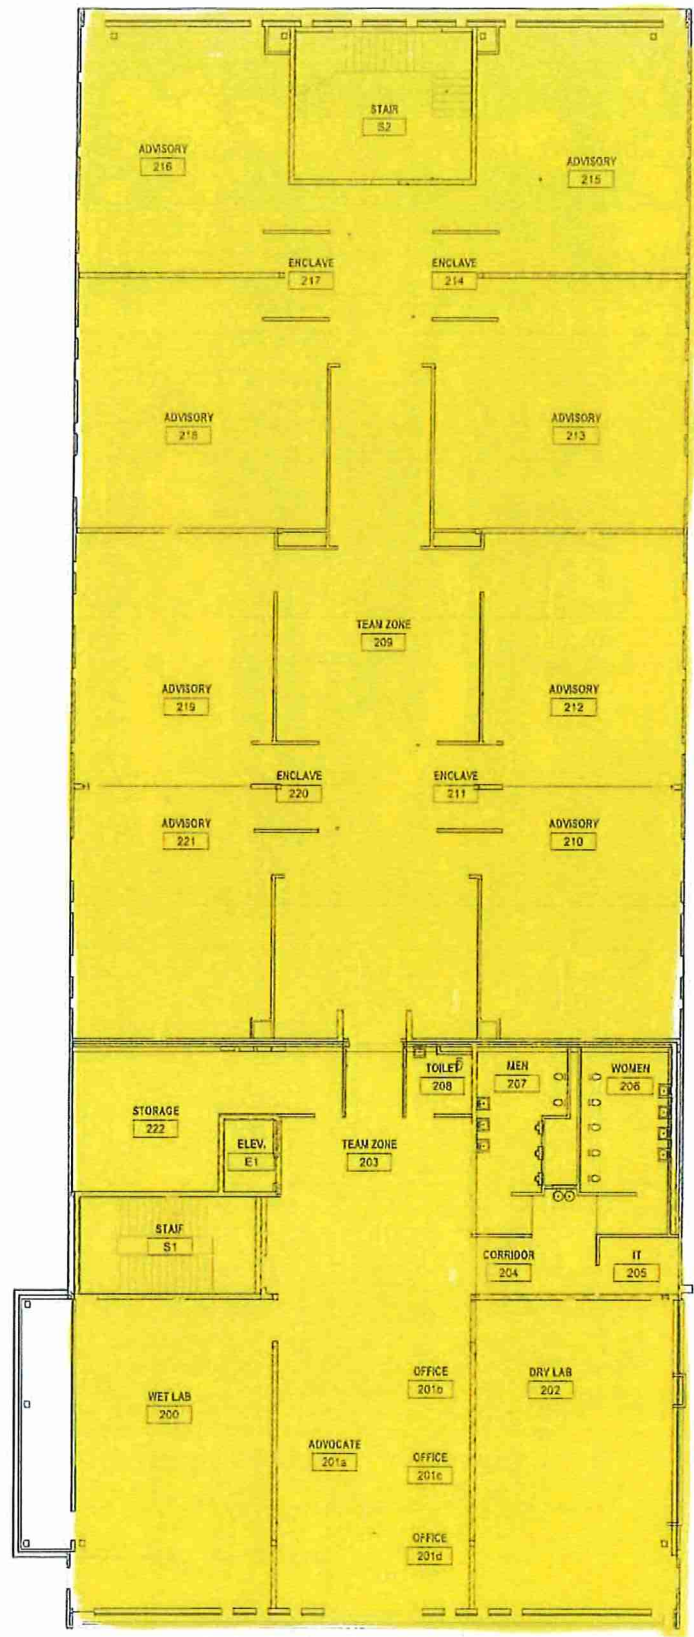 STAIR
S2
ADVISORY
216
ADVISORY
215
ENCLAVE
217
ENCLAVE
214
ADVISORY
218
ADVISORY
213
TEAM ZONE
209
ADVISORY
219
ADVISORY
212
ENCLAVE
220
ENCLAVE
211
ADVISORY
221
ADVISORY
210
TOILET
208
MEN
207
WOMEN
206
STORAGE
222
ELEV.
E1
TEAM ZONE
203
STAIR
S1
CORRIDOR
204
IT
205
WET LAB
200
OFFICE
201b
DRY LAB
202
ADVOCATE
201a
OFFICE
201c
OFFICE
201d